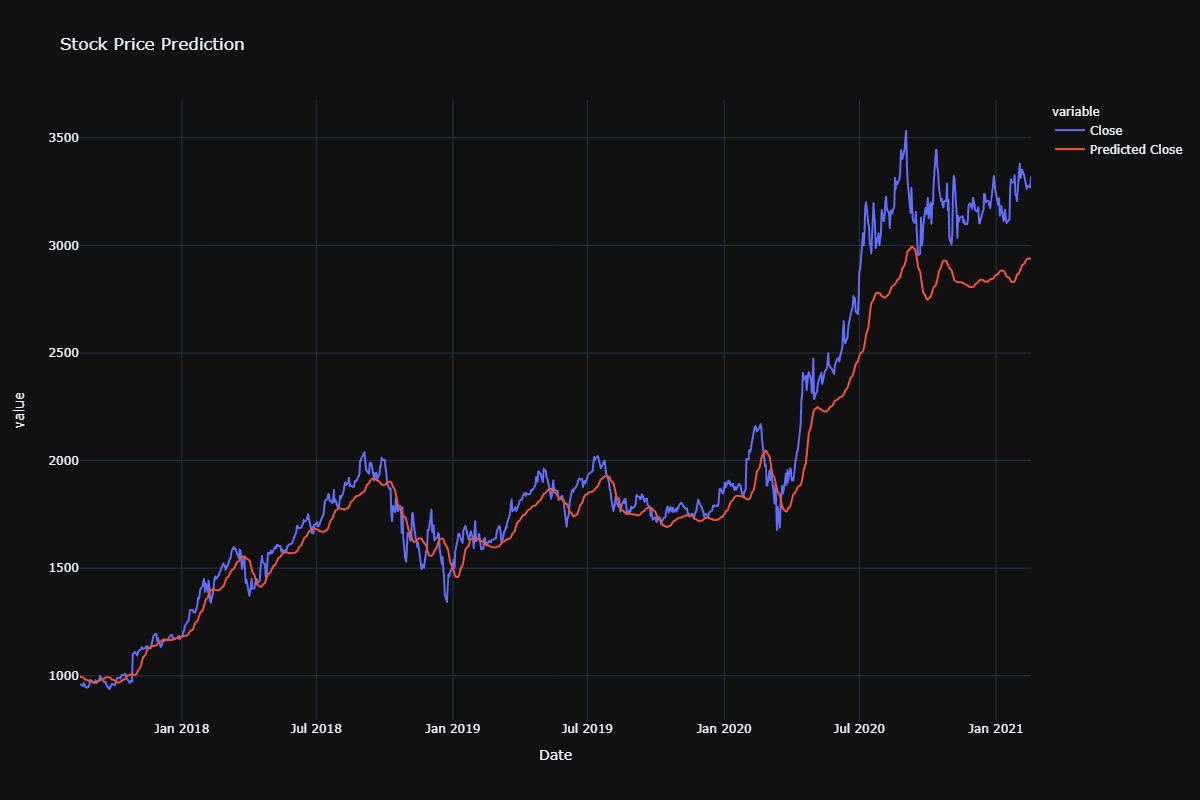 Stock Price Prediction
variable
Close
Predicted Close
3500
3000
2500
2000
1500
1000
value
Jan 2018
Jul 2018
Jan 2019
Jul 2019
Jan 2020
Jul 2020
Jan 2021
Date